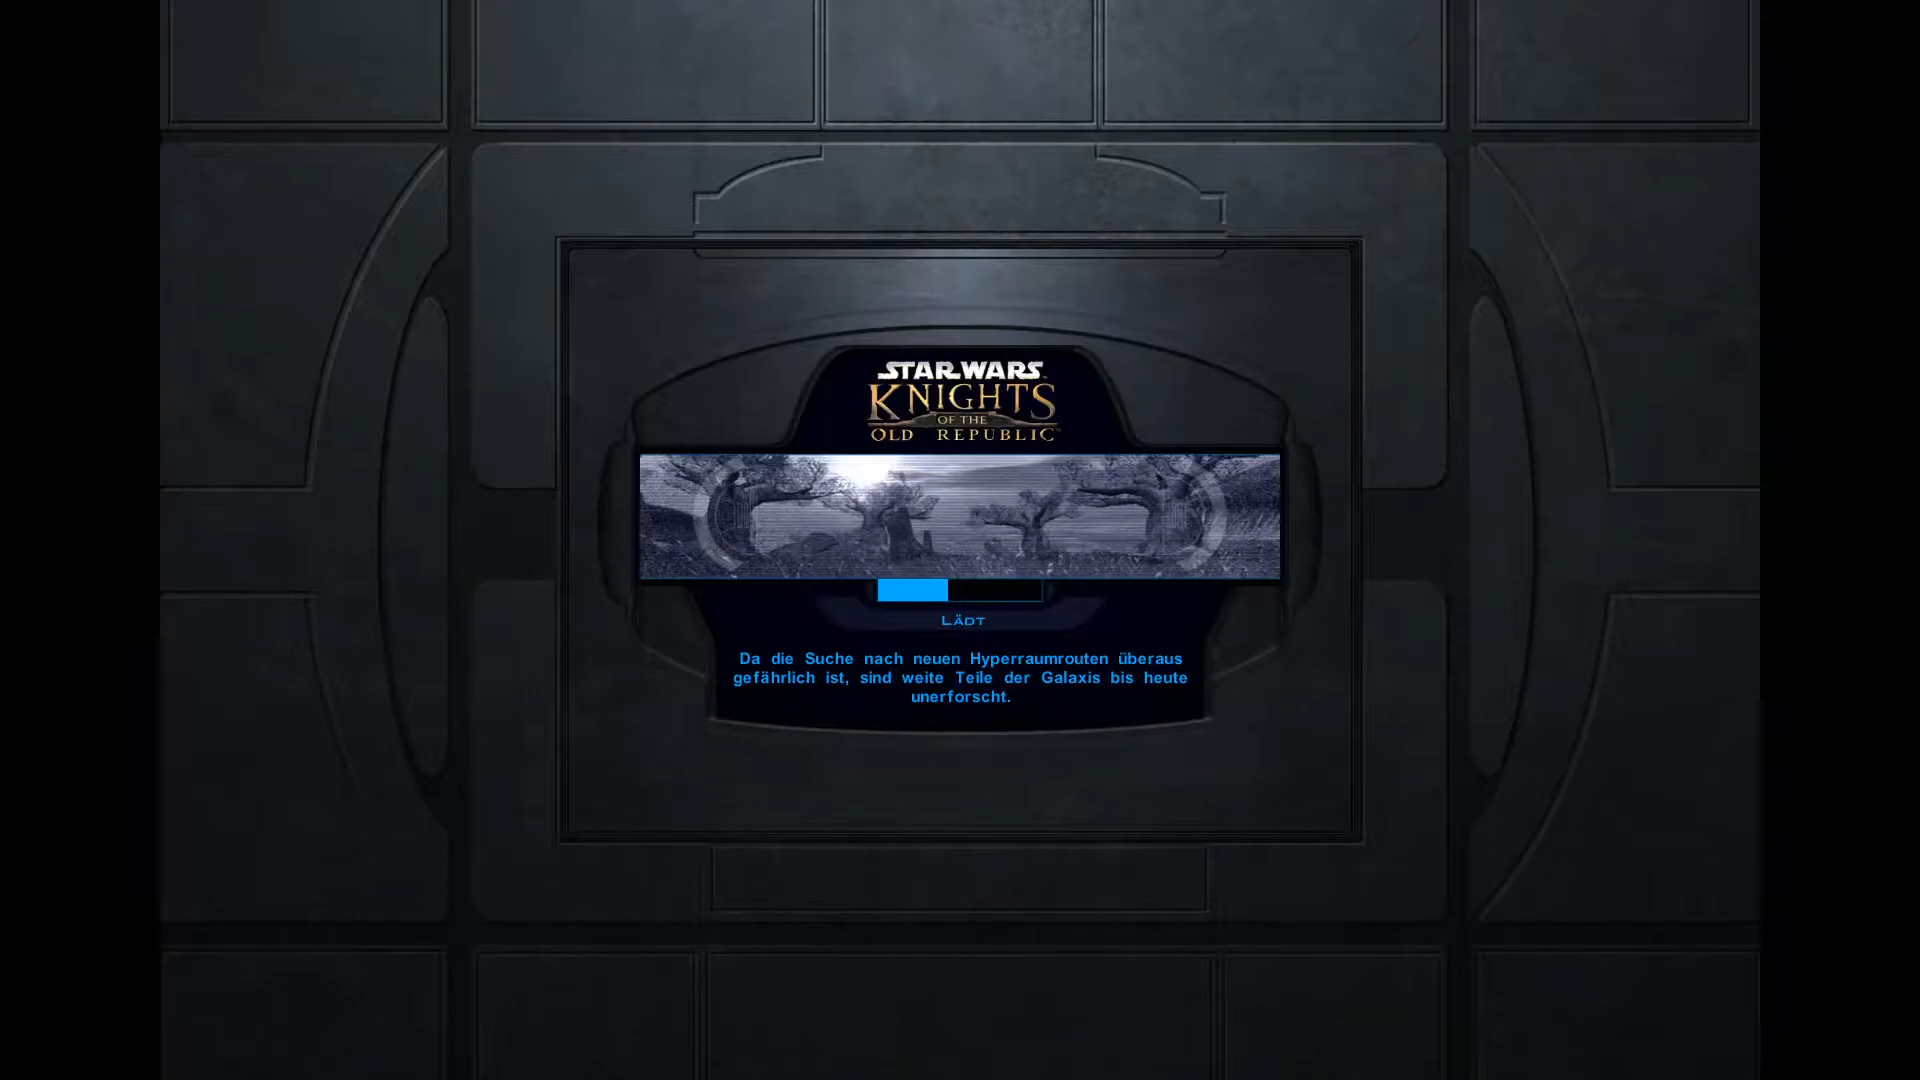 STAR WARS
KNIGHTS
OF THE
OLD REPUBLIC
LÄDT
Da die Suche nach neuen Hyperraumrouten überaus
gefährlich ist, sind weite Teile der Galaxis bis heute
unerforscht.